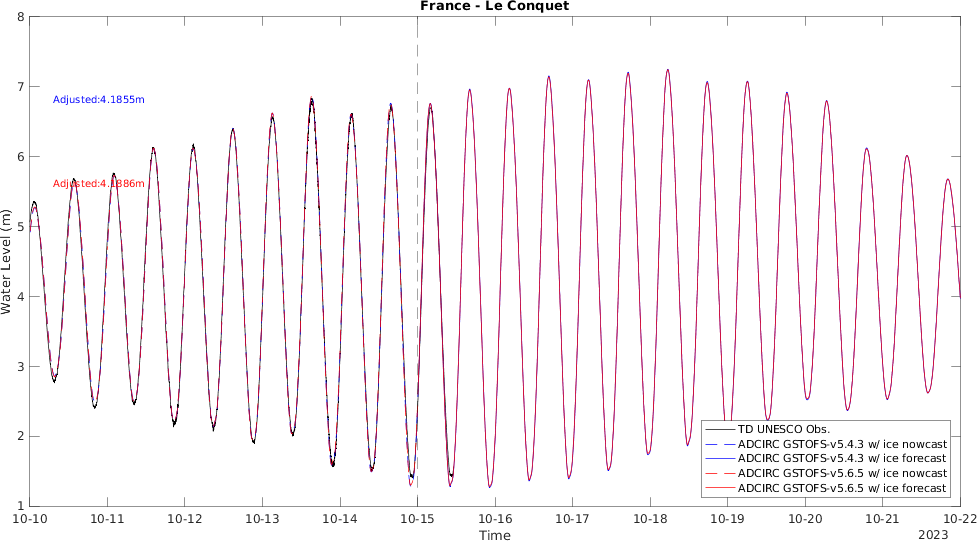 France - Le Conquet
8
7
6
5
4
3
2
1
Water Level (m)
Adjusted:4.1855m
Adjusted:4.1886m
TD UNESCO Obs.
ADCIRC GSTOFS-v5.4.3 w/ ice nowcast
ADCIRC GSTOFS-v5.4.3 w/ ice forecast
ADCIRC GSTOFS-v5.6.5 w/ ice nowcast
ADCIRC GSTOFS-v5.6.5 w/ ice forecast
10-10 10-11 10-12 10-13 10-14 10-15 10-16 10-17 10-18 10-19 10-20 10-21 10-22
Time
2023